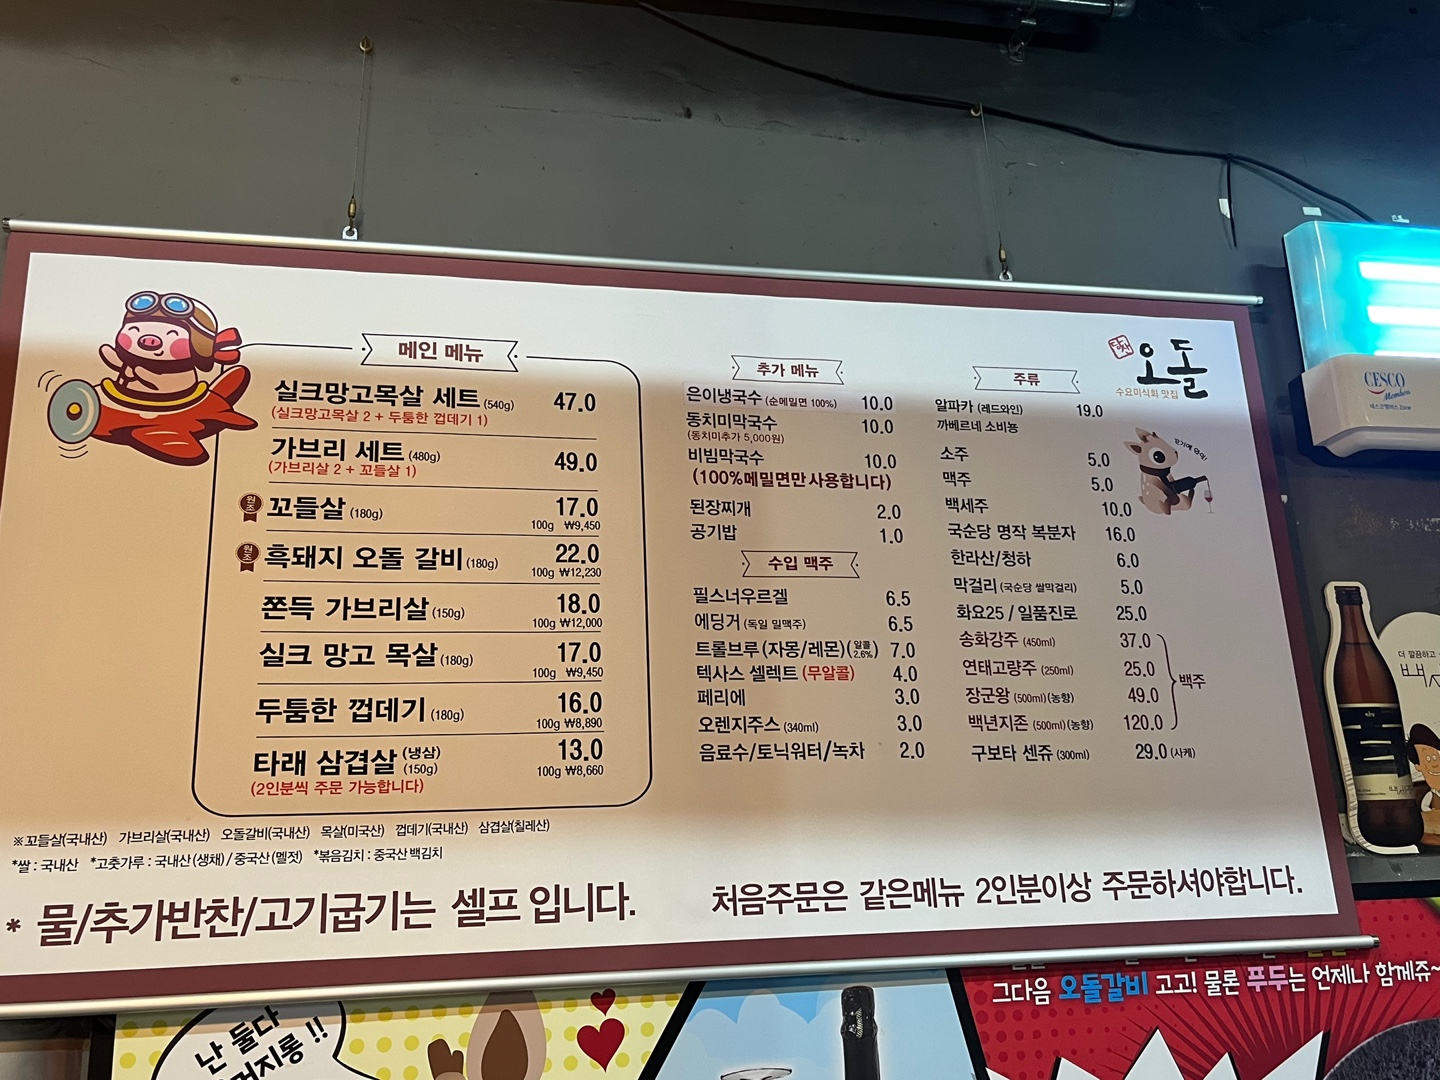 메인 메뉴
실크망고목살 세트 (540g) 47.0
(실크망고목살 2 + 두툼한 껍데기 1)
가브리 세트 (480g) 49.0
(가브리살 2 + 꼬들살 1)
원조 꼬들살 (180g) 17.0
100g ₩9,450
원조 흑돼지 오돌 갈비 (180g) 22.0
100g ₩12,230
쫀득 가브리살 (150g) 18.0
100g ₩12,000
실크 망고 목살 (180g) 17.0
100g ₩9,450
두툼한 껍데기 (180g) 16.0
100g ₩8,890
타래 삼겹살 (냉삼) (150g) 13.0
100g ₩8,660
(2인분씩 주문 가능합니다)
※꼬들살(국내산) 가브리살(국내산) 오돌갈비(국내산) 목살(미국산) 껍데기(국내산) 삼겹살(칠레산)
*쌀 : 국내산 *고춧가루 : 국내산 (생채) / 중국산 (멜젓) *볶음김치 : 중국산 백김치
* 물/추가반찬/고기굽기는 셀프 입니다.
추가 메뉴
은이냉국수 (순메밀면 100%) 10.0
동치미막국수 10.0
(동치미추가 5,000원)
비빔막국수 10.0
(100%메밀면만 사용합니다)
된장찌개 2.0
공기밥 1.0
수입 맥주
필스너우르겔 6.5
에딩거 (독일 밀맥주) 6.5
트롤브루 (자몽/레몬) (알콜 2.6%) 7.0
텍사스 셀렉트 (무알콜) 4.0
페리에 3.0
오렌지주스 (340ml) 3.0
음료수/토닉워터/녹차 2.0
주류
알파카 (레드와인) 19.0
까베르네 소비뇽
소주 5.0
맥주 5.0
백세주 10.0
국순당 명작 복분자 16.0
한라산/청하 6.0
막걸리 (국순당 쌀막걸리) 5.0
화요25 / 일품진로 25.0
송화강주 (450ml) 37.0
연태고량주 (250ml) 25.0
장군왕 (500ml) (농향) 49.0
백년지존 (500ml) (농향) 120.0
백주
구보타 센쥬 (300ml) 29.0 (사케)
오돌
수요미식회 맛집
처음주문은 같은메뉴 2인분이상 주문하셔야합니다.
CESCO
Members
세스코 멤버스 Zone
더 깔끔하고
난 둘다
그다음 오돌갈비 고고! 물론 푸두는 언제나 함께쥬~